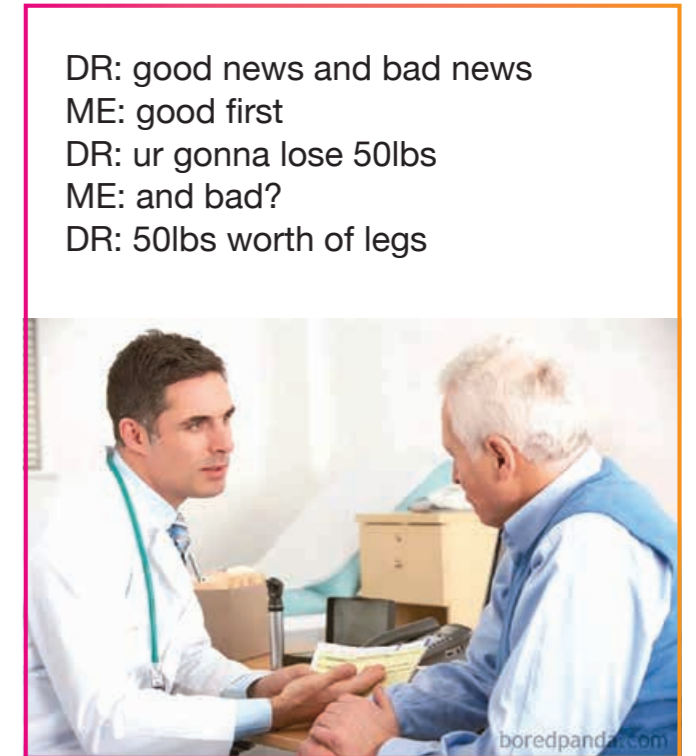 DR: good news and bad news
ME: good first
DR: ur gonna lose 50lbs
ME: and bad?
DR: 50lbs worth of legs
boredpanda.com